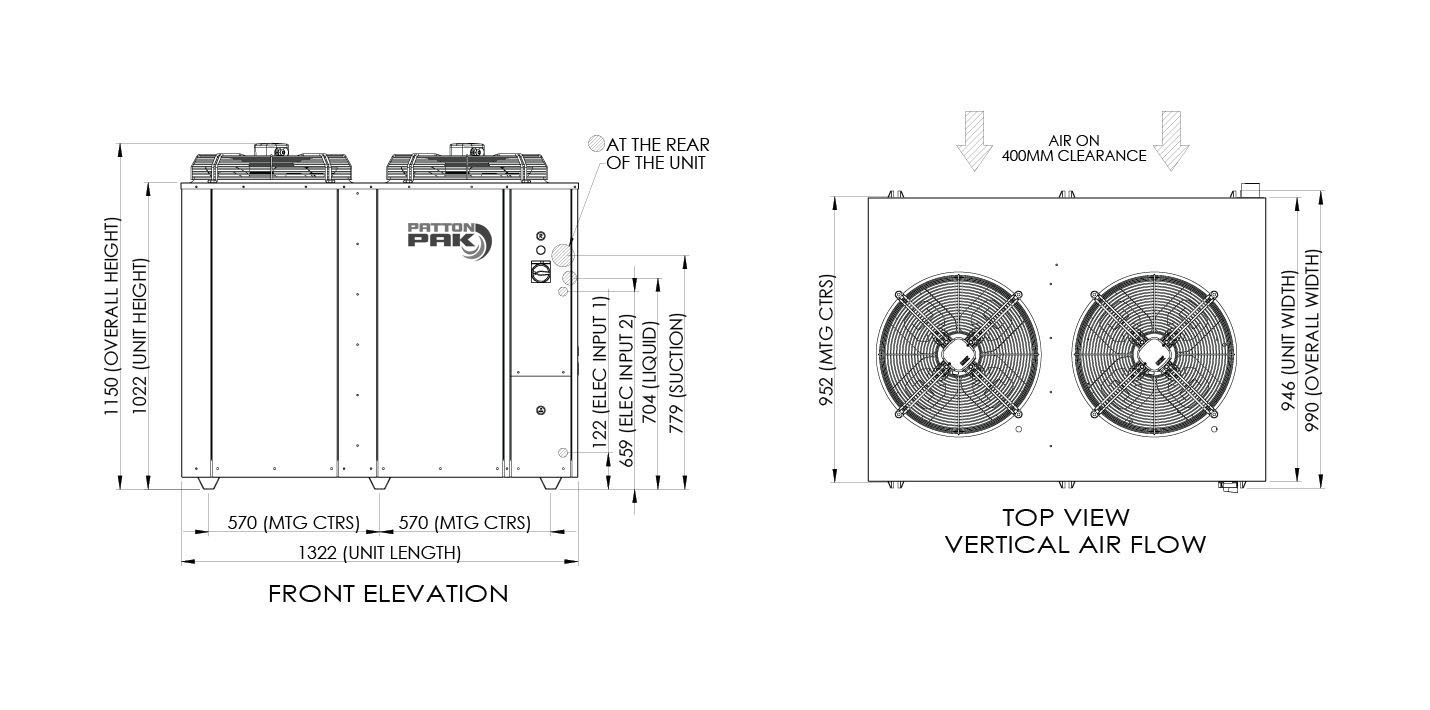 AT THE REAR
OF THE UNIT
PATTON
PAK
1150 (OVERALL HEIGHT)
1022 (UNIT HEIGHT)
122 (ELEC INPUT 1)
659 (ELEC INPUT 2)
704 (LIQUID)
779 (SUCTION)
570 (MTG CTRS)
570 (MTG CTRS)
1322 (UNIT LENGTH)
FRONT ELEVATION
AIR ON
400MM CLEARANCE
952 (MTG CTRS)
946 (UNIT WIDTH)
990 (OVERALL WIDTH)
TOP VIEW
VERTICAL AIR FLOW